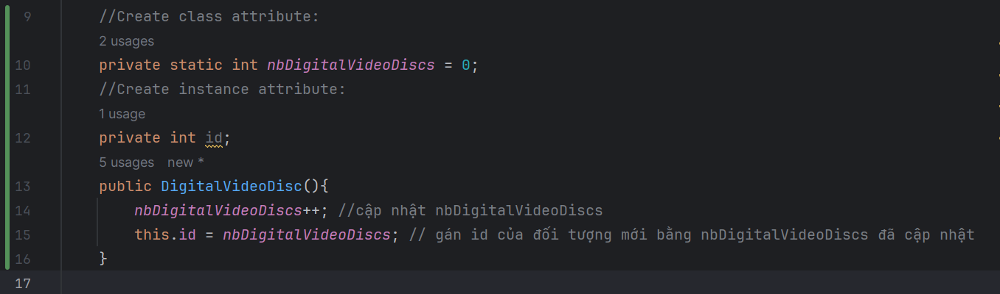 9 //Create class attribute:
2 usages
10 private static int nbDigitalVideoDiscs = 0;
11 //Create instance attribute:
1 usage
12 private int id;
5 usages new *
13 public DigitalVideoDisc(){
14 nbDigitalVideoDiscs++; //cập nhật nbDigitalVideoDiscs
15 this.id = nbDigitalVideoDiscs; // gán id của đối tượng mới bằng nbDigitalVideoDiscs đã cập nhật
16 }
17